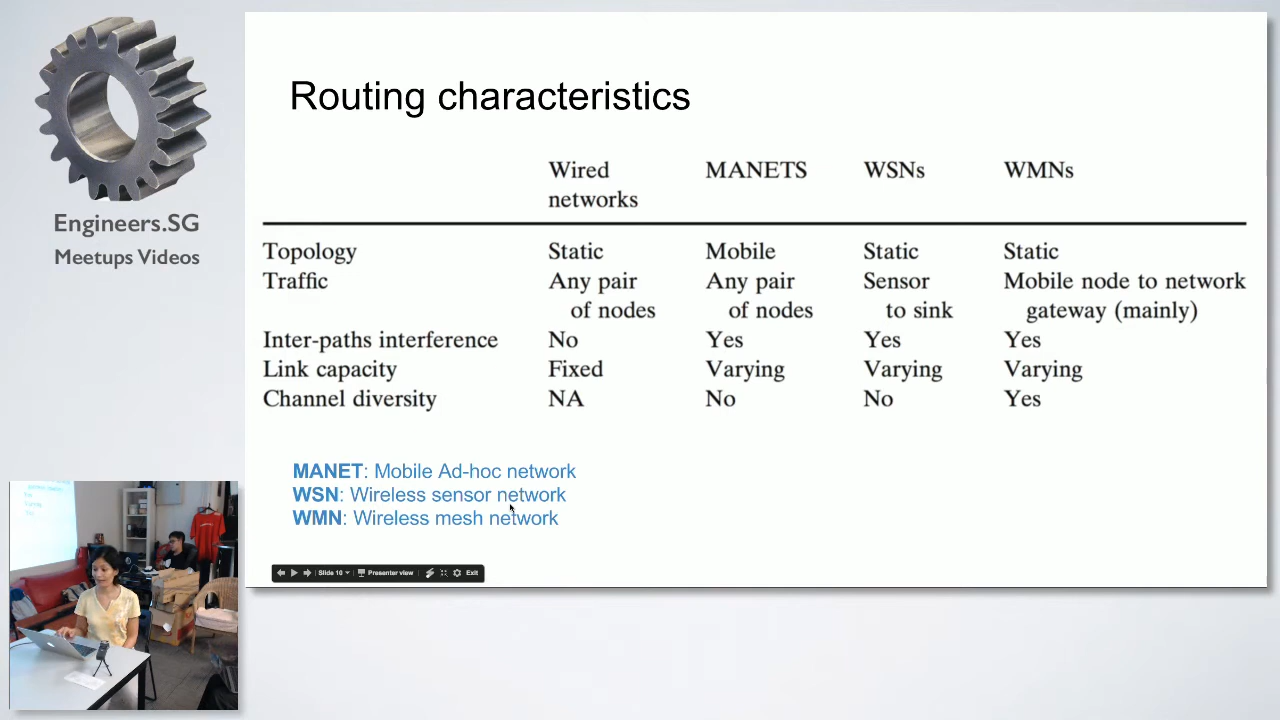 Engineers.SG
Meetups Videos
Routing characteristics
Wired networks MANETS WSNs WMNs
Topology Static Mobile Static Static
Traffic Any pair of nodes Any pair of nodes Sensor to sink Mobile node to network gateway (mainly)
Inter-paths interference No Yes Yes Yes
Link capacity Fixed Varying Varying Varying
Channel diversity NA No No Yes
MANET: Mobile Ad-hoc network
WSN: Wireless sensor network
WMN: Wireless mesh network
Slide 10 Presenter view Exit